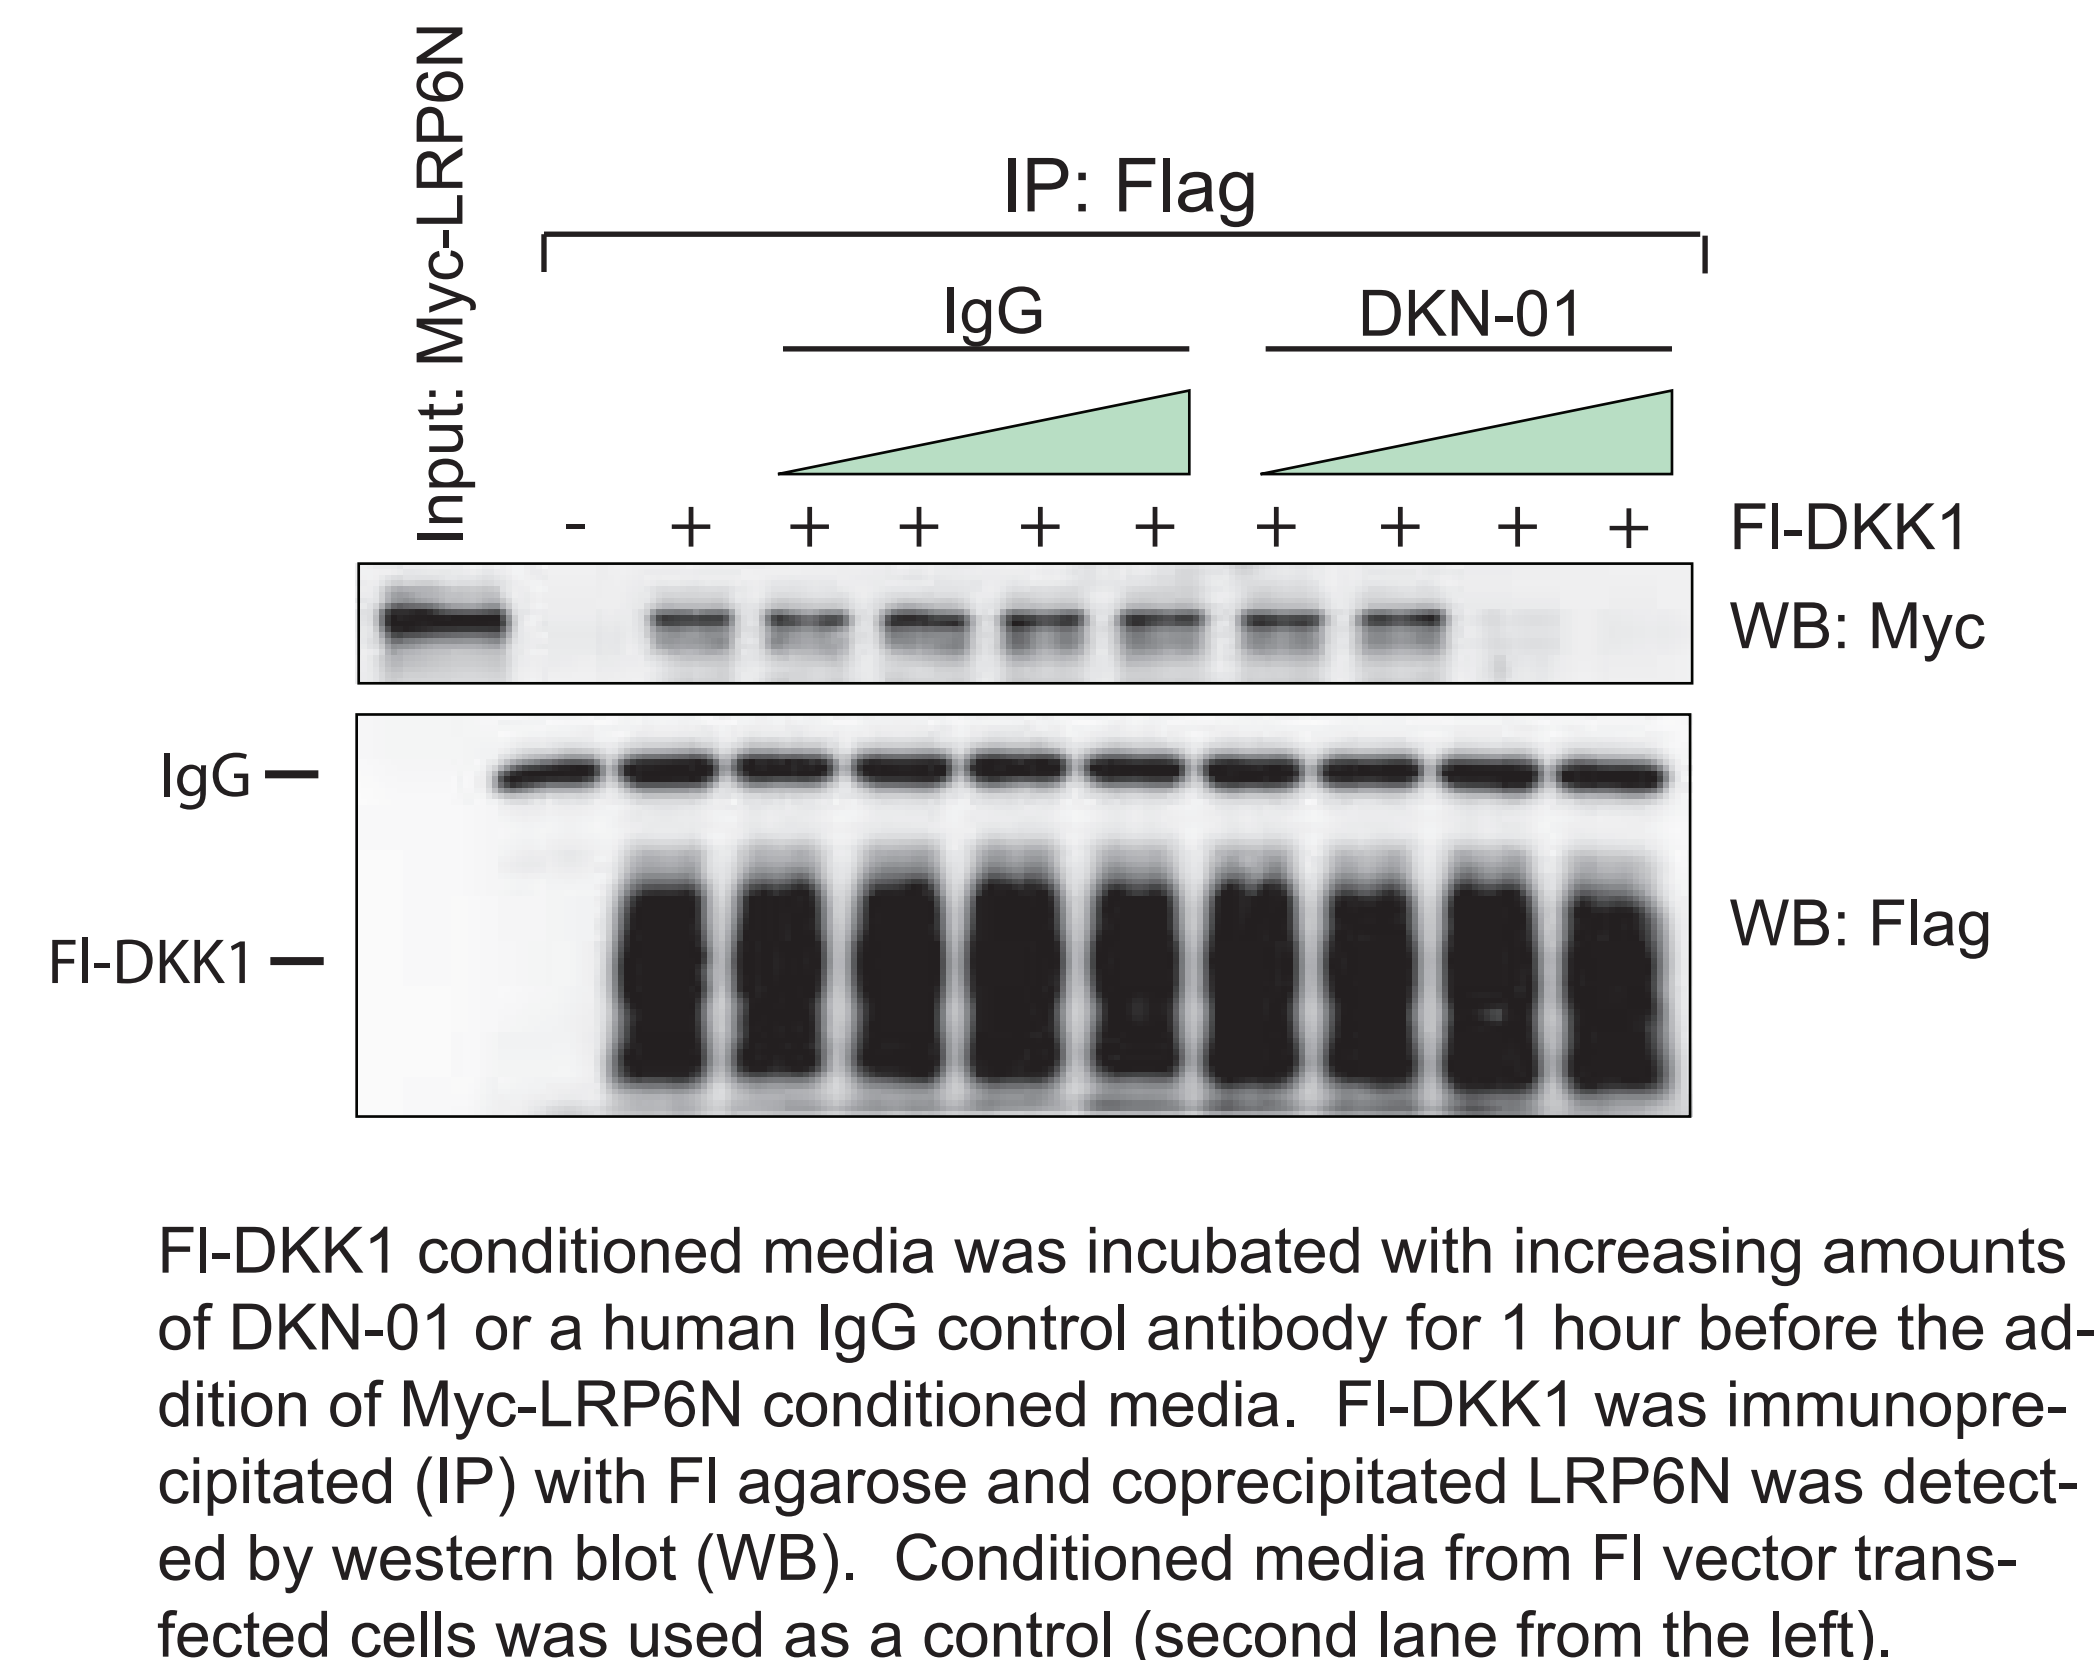 Input: Myc-LRP6N
IP: Flag
IgG
DKN-01
- + + + + + + + + + Fl-DKK1
WB: Myc
IgG
Fl-DKK1
WB: Flag
Fl-DKK1 conditioned media was incubated with increasing amounts
of DKN-01 or a human IgG control antibody for 1 hour before the ad-
dition of Myc-LRP6N conditioned media.  Fl-DKK1 was immunopre-
cipitated (IP) with Fl agarose and coprecipitated LRP6N was detect-
ed by western blot (WB).  Conditioned media from Fl vector trans-
fected cells was used as a control (second lane from the left).